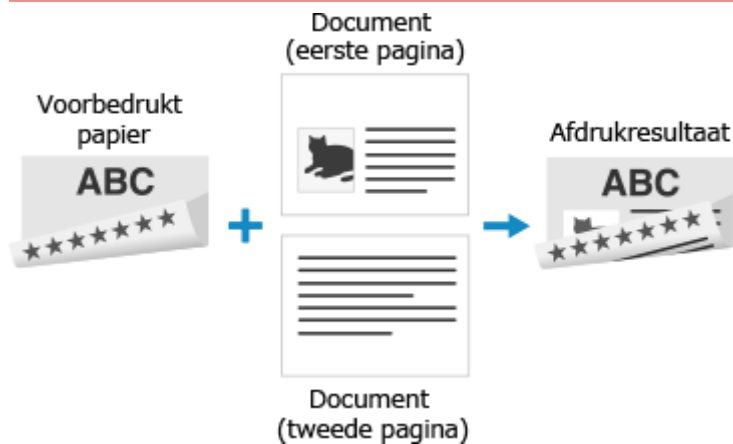 Document
(eerste pagina)
Voorbedrukt
papier
ABC
Afdrukresultaat
ABC
Document
(tweede pagina)